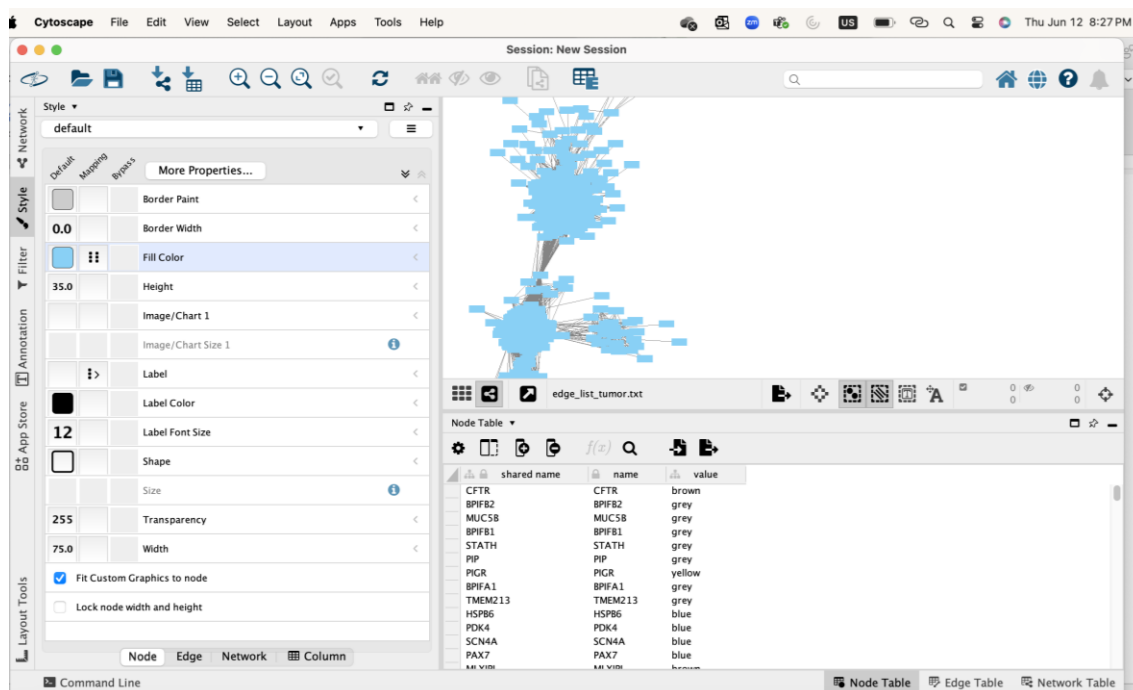 Cytoscape File Edit View Select Layout Apps Tools Help US Thu Jun 12 8:27 PM
Session: New Session
Style
default
Default Mapping Bypass More Properties...
Border Paint
0.0 Border Width
Fill Color
35.0 Height
Image/Chart 1
Image/Chart Size 1
Label
Label Color
12 Label Font Size
Shape
Size
255 Transparency
75.0 Width
Fit Custom Graphics to node
Lock node width and height
Node Edge Network Column
Network
Style
Filter
Annotation
App Store
Layout Tools
edge_list_tumor.txt 0 0 0 0
Node Table
f(x)
shared name name value
CFTR CFTR brown
BPIFB2 BPIFB2 grey
MUC5B MUC5B grey
BPIFB1 BPIFB1 grey
STATH STATH grey
PIP PIP grey
PIGR PIGR yellow
BPIFA1 BPIFA1 grey
TMEM213 TMEM213 grey
HSPB6 HSPB6 blue
PDK4 PDK4 blue
SCN4A SCN4A blue
PAX7 PAX7 blue
Command Line Node Table Edge Table Network Table